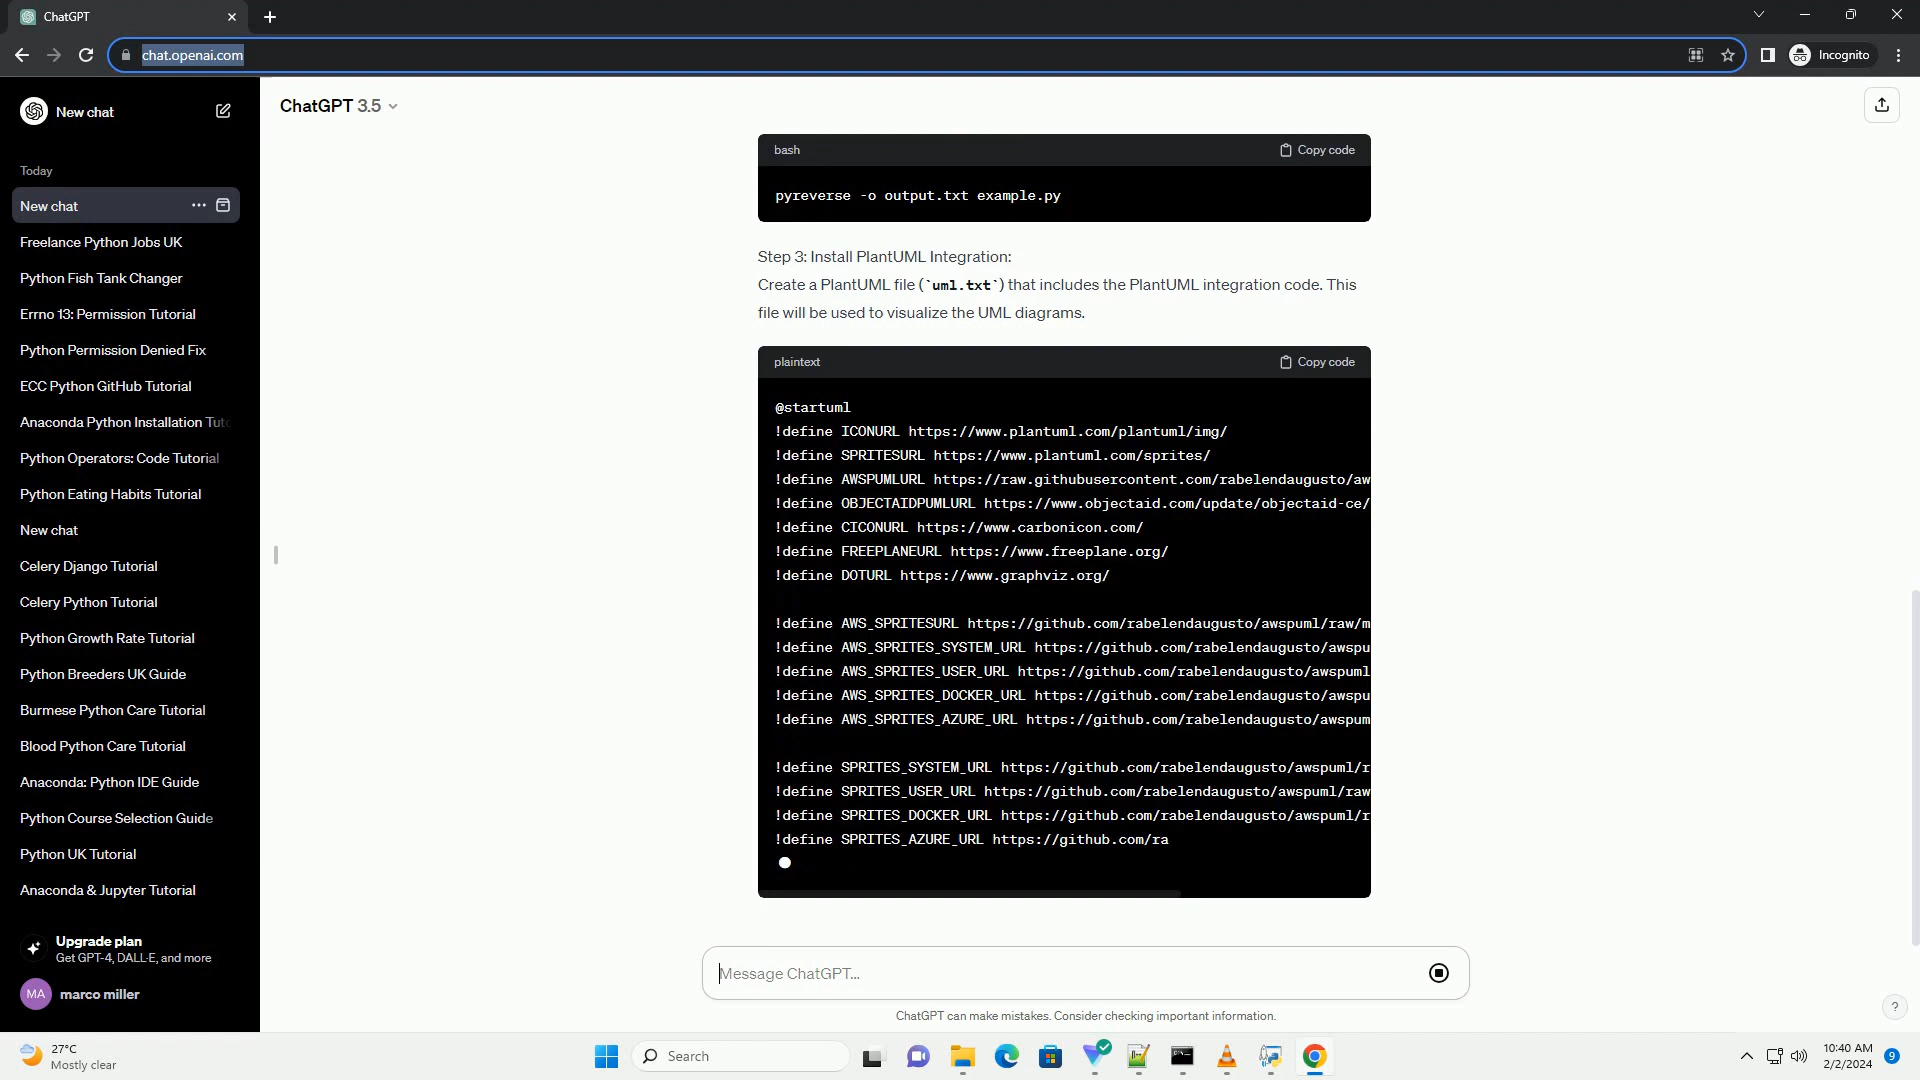 ChatGPT
chat.openai.com
Incognito
New chat
Today
New chat
Freelance Python Jobs UK
Python Fish Tank Changer
Errno 13: Permission Tutorial
Python Permission Denied Fix
ECC Python GitHub Tutorial
Anaconda Python Installation Tuto
Python Operators: Code Tutorial
Python Eating Habits Tutorial
New chat
Celery Django Tutorial
Celery Python Tutorial
Python Growth Rate Tutorial
Python Breeders UK Guide
Burmese Python Care Tutorial
Blood Python Care Tutorial
Anaconda: Python IDE Guide
Python Course Selection Guide
Python UK Tutorial
Anaconda & Jupyter Tutorial
Upgrade plan
Get GPT-4, DALL·E, and more
MA marco miller
ChatGPT 3.5
bash Copy code
pyreverse -o output.txt example.py
Step 3: Install PlantUML Integration:
Create a PlantUML file (`uml.txt`) that includes the PlantUML integration code. This
file will be used to visualize the UML diagrams.
plaintext Copy code
@startuml
!define ICONURL https://www.plantuml.com/plantuml/img/
!define SPRITESURL https://www.plantuml.com/sprites/
!define AWSPUMLURL https://raw.githubusercontent.com/rabelendaugusto/aw
!define OBJECTAIDPUMLURL https://www.objectaid.com/update/objectaid-ce/
!define CICONURL https://www.carbonicon.com/
!define FREEPLANEURL https://www.freeplane.org/
!define DOTURL https://www.graphviz.org/
!define AWS_SPRITESURL https://github.com/rabelendaugusto/awspuml/raw/m
!define AWS_SPRITES_SYSTEM_URL https://github.com/rabelendaugusto/awspu
!define AWS_SPRITES_USER_URL https://github.com/rabelendaugusto/awspuml
!define AWS_SPRITES_DOCKER_URL https://github.com/rabelendaugusto/awspu
!define AWS_SPRITES_AZURE_URL https://github.com/rabelendaugusto/awspum
!define SPRITES_SYSTEM_URL https://github.com/rabelendaugusto/awspuml/r
!define SPRITES_USER_URL https://github.com/rabelendaugusto/awspuml/raw
!define SPRITES_DOCKER_URL https://github.com/rabelendaugusto/awspuml/r
!define SPRITES_AZURE_URL https://github.com/ra
Message ChatGPT...
ChatGPT can make mistakes. Consider checking important information.
?
27°C
Mostly clear
Search
10:40 AM
2/2/2024
9